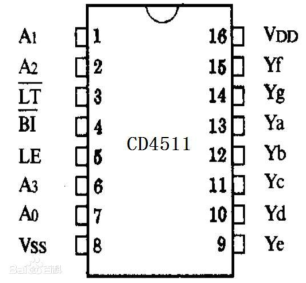 A1 1 16 VDD
A2 2 15 Yf
LT 3 14 Yg
BI 4 13 Ya
CD4511
LE 5 12 Yb
A3 6 11 Yc
A0 7 10 Yd
VSS 8 9 Ye